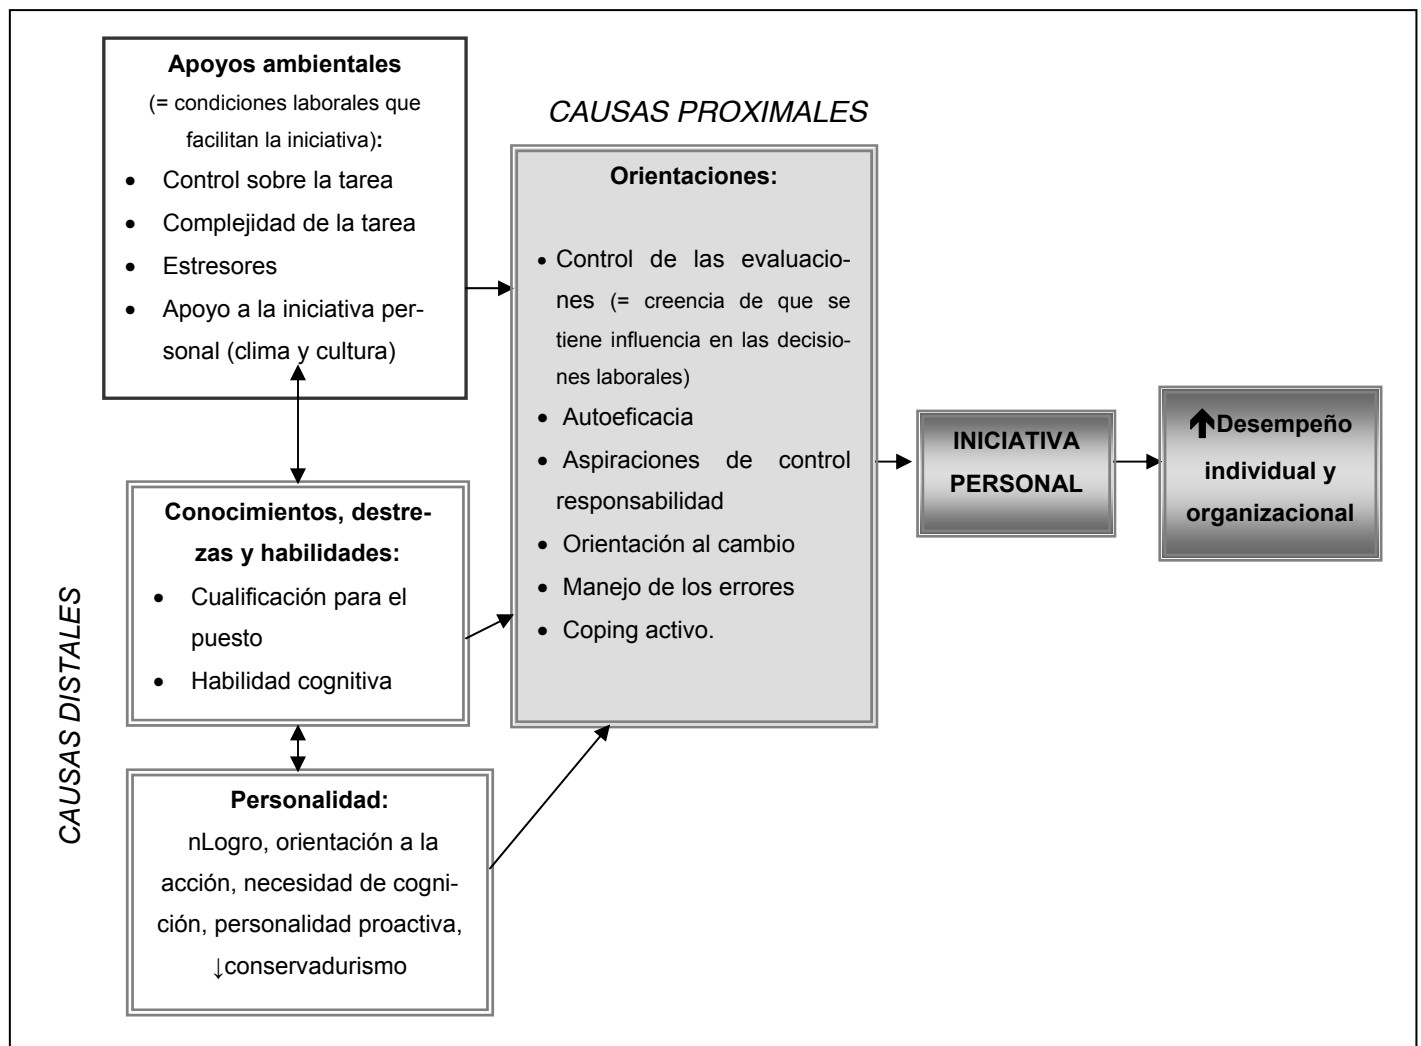 Apoyos ambientales
(= condiciones laborales que
facilitan la iniciativa):
• Control sobre la tarea
• Complejidad de la tarea
• Estresores
• Apoyo a la iniciativa per-
sonal (clima y cultura)
CAUSAS PROXIMALES
Orientaciones:
• Control de las evaluacio-
nes (= creencia de que se
tiene influencia en las decisio-
nes laborales)
• Autoeficacia
• Aspiraciones de control
responsabilidad
• Orientación al cambio
• Manejo de los errores
• Coping activo.
INICIATIVA
PERSONAL
↑Desempeño
individual y
organizacional
CAUSAS DISTALES
Conocimientos, destre-
zas y habilidades:
• Cualificación para el
puesto
• Habilidad cognitiva
Personalidad:
nLogro, orientación a la
acción, necesidad de cogni-
ción, personalidad proactiva,
↓conservadurismo